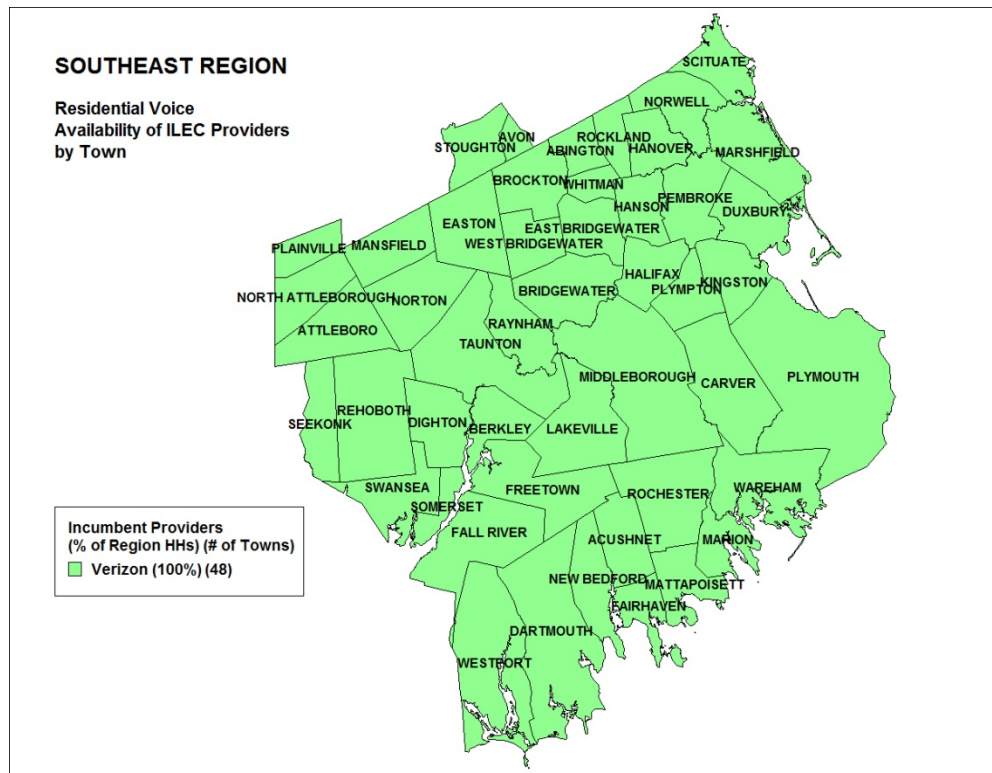 SOUTHEAST REGION
Residential Voice
Availability of ILEC Providers
by Town
SCITUATE
NORWELL
AVON
ROCKLAND
STOUGHTON
ABINGTON
HANOVER
MARSHFIELD
BROCKTON
WHITMAN
PEMBROKE
HANSON
DUXBURY
EASTON
EAST BRIDGEWATER
PLAINVILLE
MANSFIELD
WEST BRIDGEWATER
HALIFAX
KINGSTON
BRIDGEWATER
PLYMPTON
NORTH ATTLEBOROUGH
NORTON
RAYNHAM
ATTLEBORO
TAUNTON
MIDDLEBOROUGH
PLYMOUTH
CARVER
REHOBOTH
SEEKONK
DIGHTON
BERKLEY
LAKEVILLE
SWANSEA
FREETOWN
WAREHAM
ROCHESTER
SOMERSET
FALL RIVER
ACUSHNET
MARION
NEW BEDFORD
MATTAPOISETT
FAIRHAVEN
DARTMOUTH
WESTPORT
Incumbent Providers
(% of Region HHs) (# of Towns)
Verizon (100%) (48)